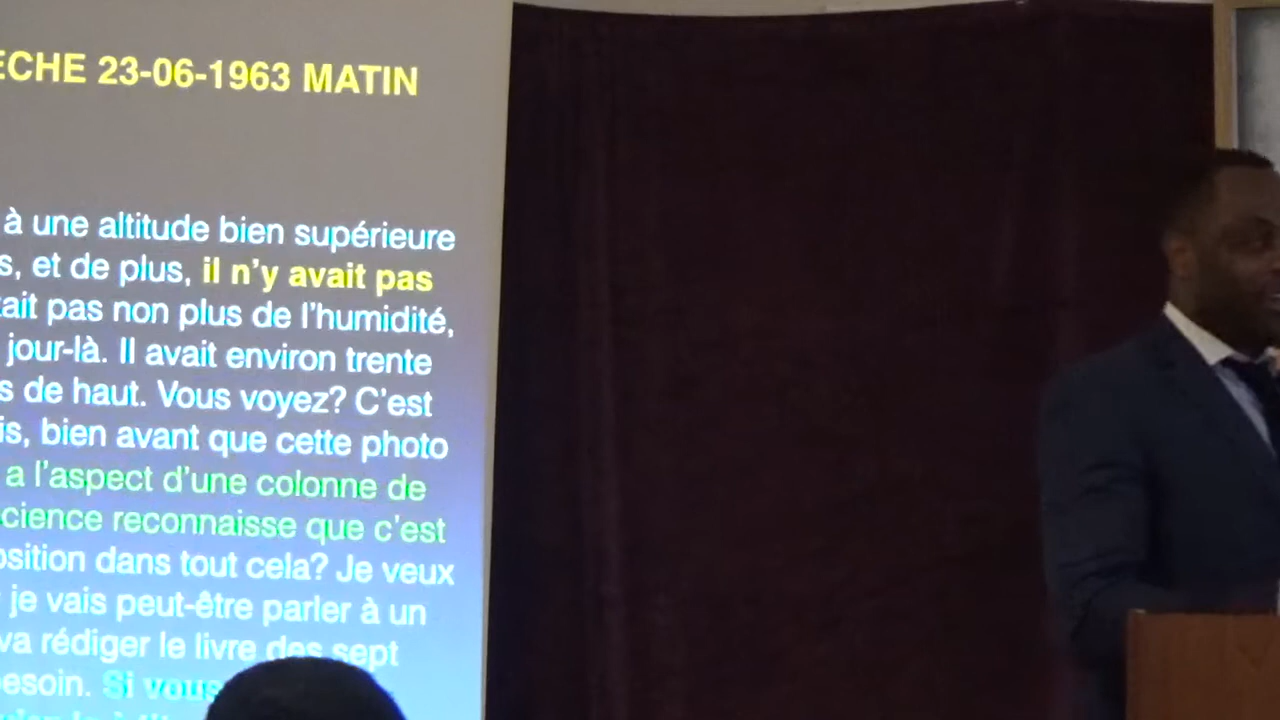 ECHE 23-06-1963 MATIN
à une altitude bien supérieure
s, et de plus, il n'y avait pas
tait pas non plus de l'humidité,
jour-là. Il avait environ trente
s de haut. Vous voyez? C'est
is, bien avant que cette photo
a l'aspect d'une colonne de
cience reconnaisse que c'est
osition dans tout cela? Je veux
je vais peut-être parler à un
va rédiger le livre des sept
esoin. Si vous